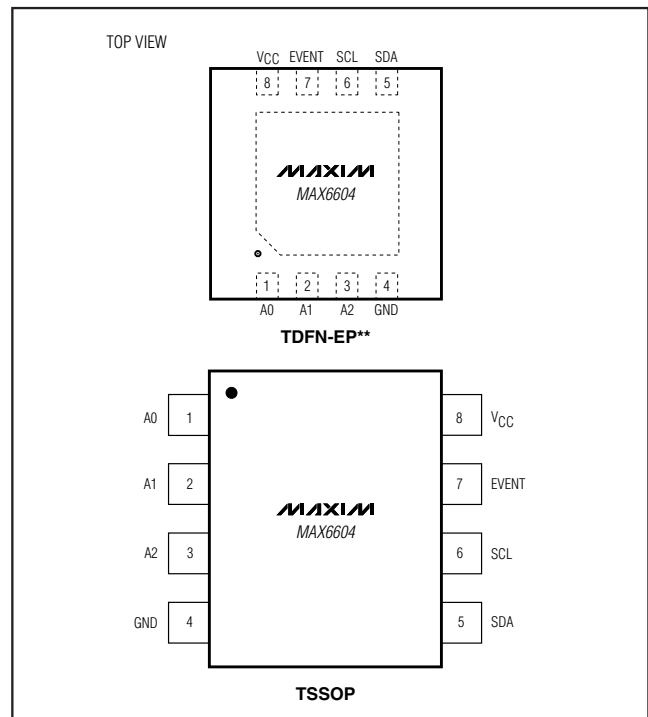 TOP VIEW
VCC EVENT SCL SDA
8 7 6 5
MAXIM
MAX6604
1 2 3 4
A0 A1 A2 GND
TDFN-EP**
A0 1 8 VCC
A1 2 7 EVENT
MAXIM
MAX6604
A2 3 6 SCL
GND 4 5 SDA
TSSOP